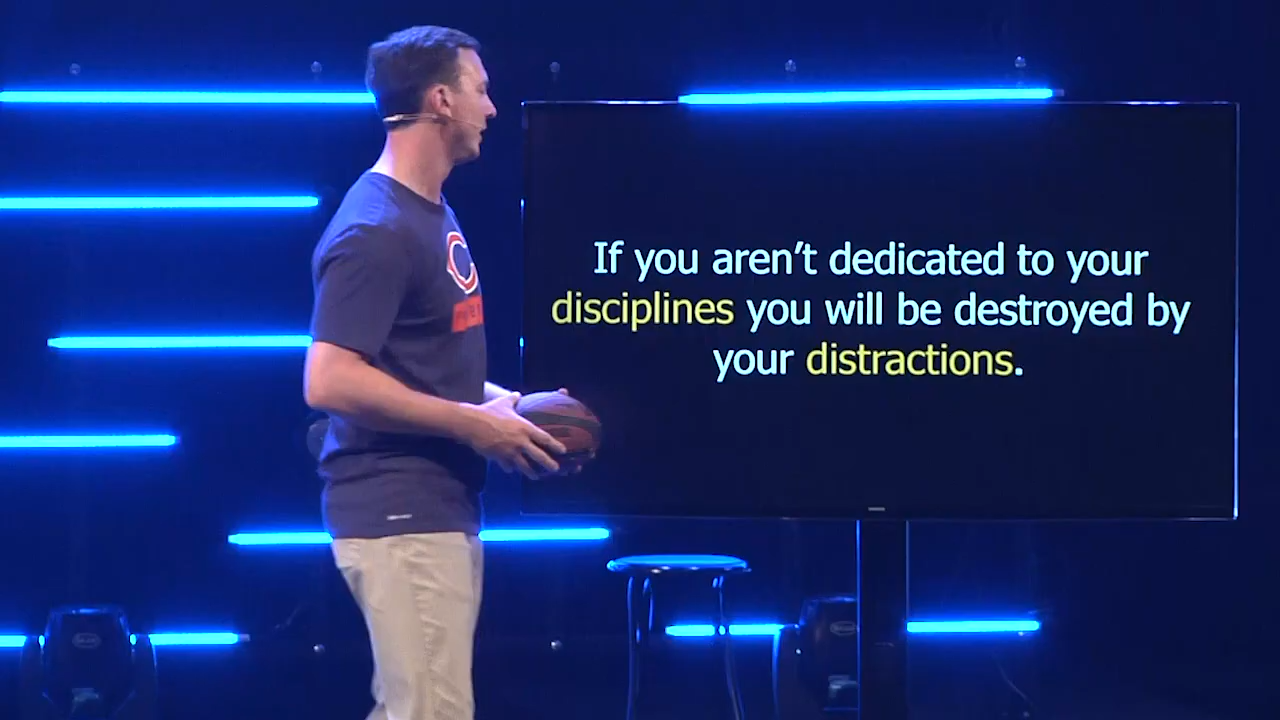 If you aren’t dedicated to your
disciplines you will be destroyed by
your distractions.